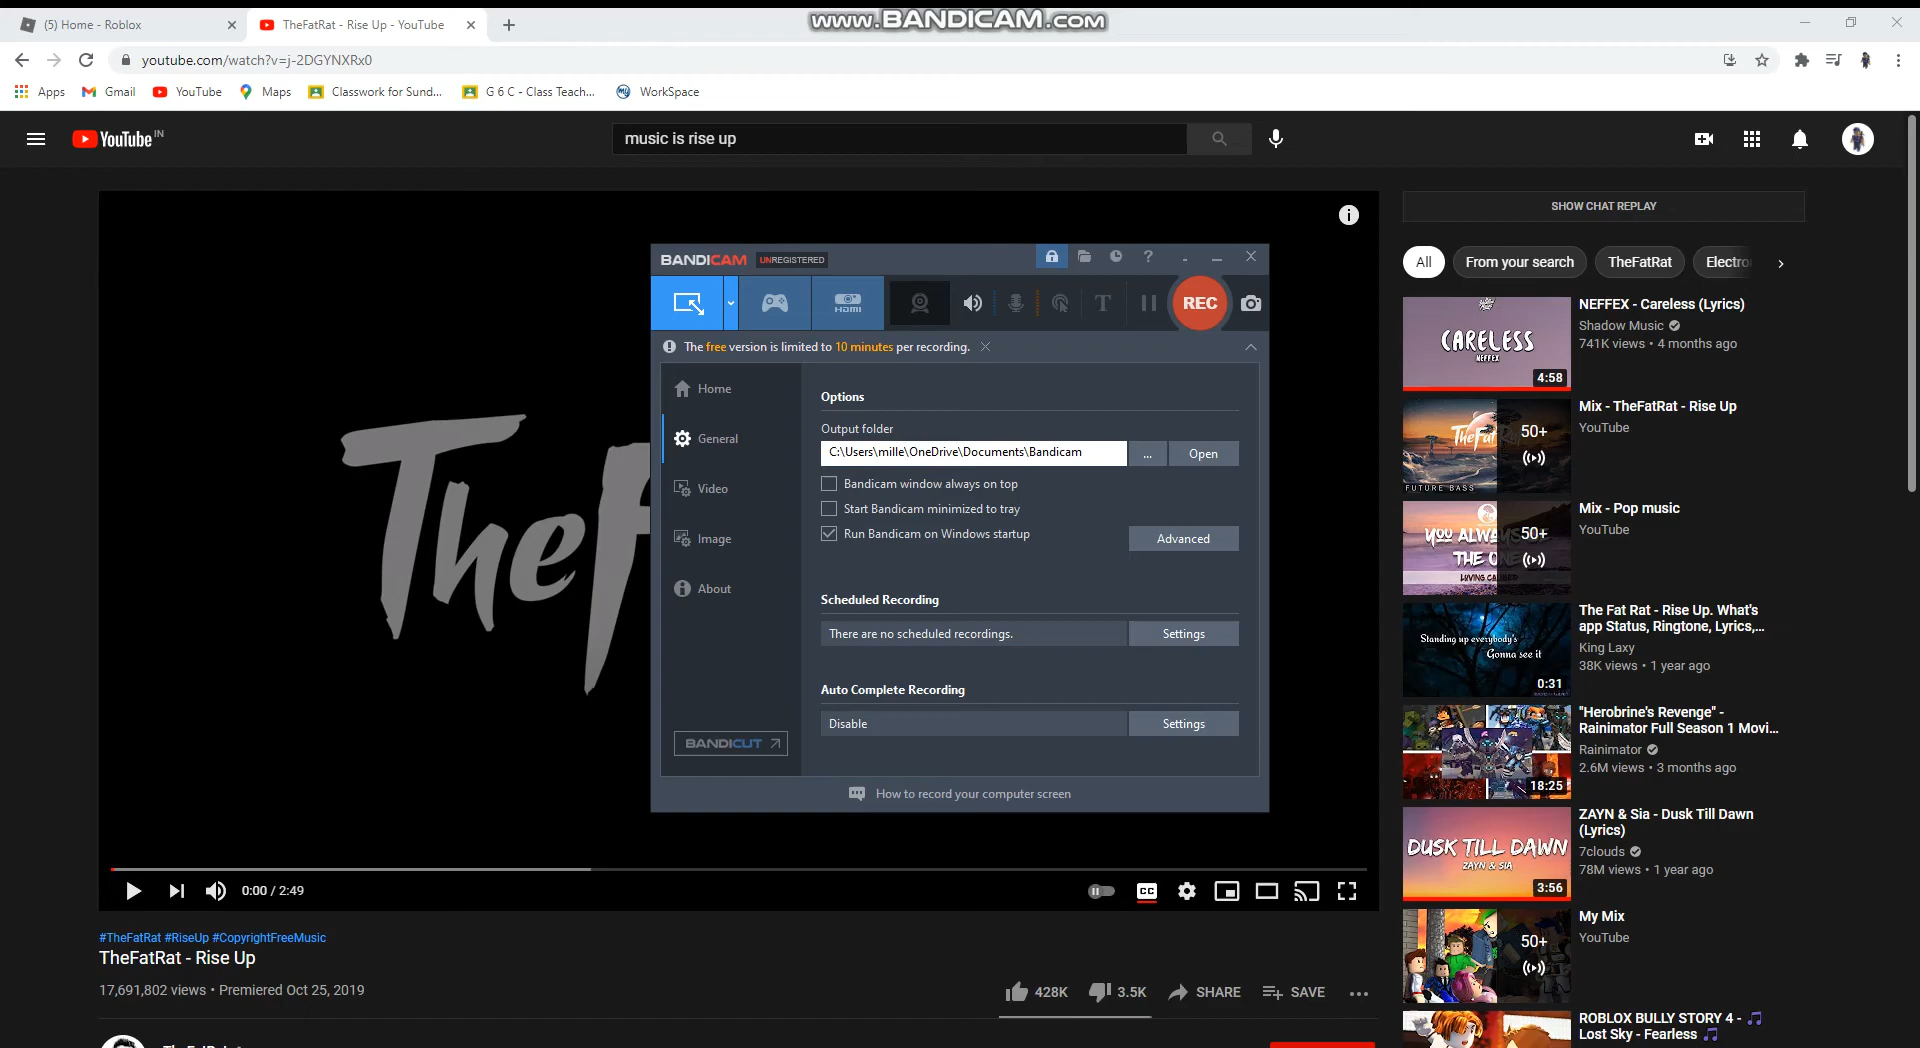 (5) Home - Roblox
TheFatRat - Rise Up - YouTube
www.BANDICAM.com
youtube.com/watch?v=j-2DGYNXRx0
Apps
Gmail
YouTube
Maps
Classwork for Sund...
G 6 C - Class Teach...
WorkSpace
YouTube IN
music is rise up
SHOW CHAT REPLAY
All
From your search
TheFatRat
Electro
BANDICAM UNREGISTERED
HDMI
T
REC
The free version is limited to 10 minutes per recording.
Home
General
Video
Image
About
BANDICUT
Options
Output folder
C:\Users\mille\OneDrive\Documents\Bandicam
...
Open
Bandicam window always on top
Start Bandicam minimized to tray
Run Bandicam on Windows startup
Advanced
Scheduled Recording
There are no scheduled recordings.
Settings
Auto Complete Recording
Disable
Settings
How to record your computer screen
TheF
0:00 / 2:49
CC
#TheFatRat #RiseUp #CopyrightFreeMusic
TheFatRat - Rise Up
17,691,802 views • Premiered Oct 25, 2019
428K
3.5K
SHARE
SAVE
CARELESS
NEFFEX
4:58
NEFFEX - Careless (Lyrics)
Shadow Music
741K views • 4 months ago
TheFat
FUTURE BASS
50+
Mix - TheFatRat - Rise Up
YouTube
YOU ALWA
THE O
LOVING CALIBER
50+
Mix - Pop music
YouTube
Standing up everybody's
Gonna see it
0:31
The Fat Rat - Rise Up. What's
app Status, Ringtone, Lyrics,...
King Laxy
38K views • 1 year ago
18:25
"Herobrine's Revenge" -
Rainimator Full Season 1 Movi...
Rainimator
2.6M views • 3 months ago
DUSK TILL DAWN
ZAYN & SIA
3:56
ZAYN & Sia - Dusk Till Dawn
(Lyrics)
7clouds
78M views • 1 year ago
50+
My Mix
YouTube
ROBLOX BULLY STORY 4 - 🎵
Lost Sky - Fearless 🎵